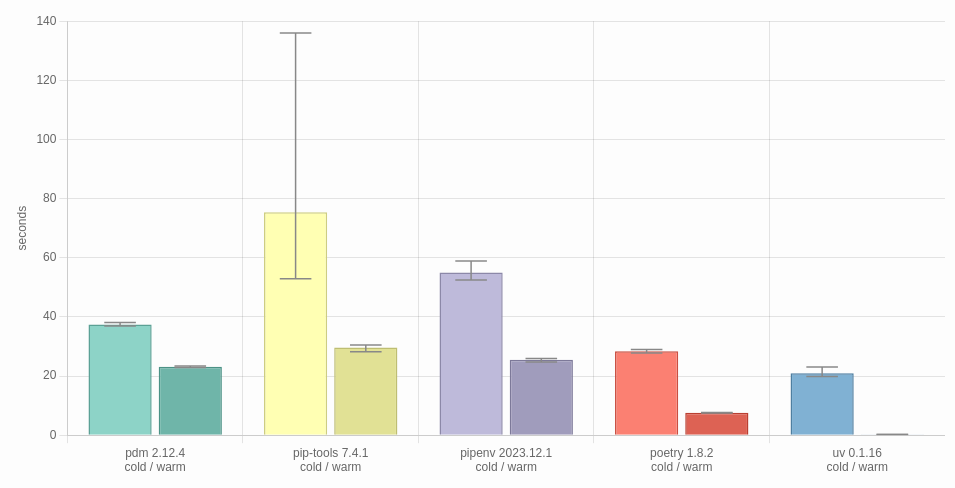 140
120
100
80
60
40
20
0
seconds
pdm 2.12.4
cold / warm
pip-tools 7.4.1
cold / warm
pipenv 2023.12.1
cold / warm
poetry 1.8.2
cold / warm
uv 0.1.16
cold / warm